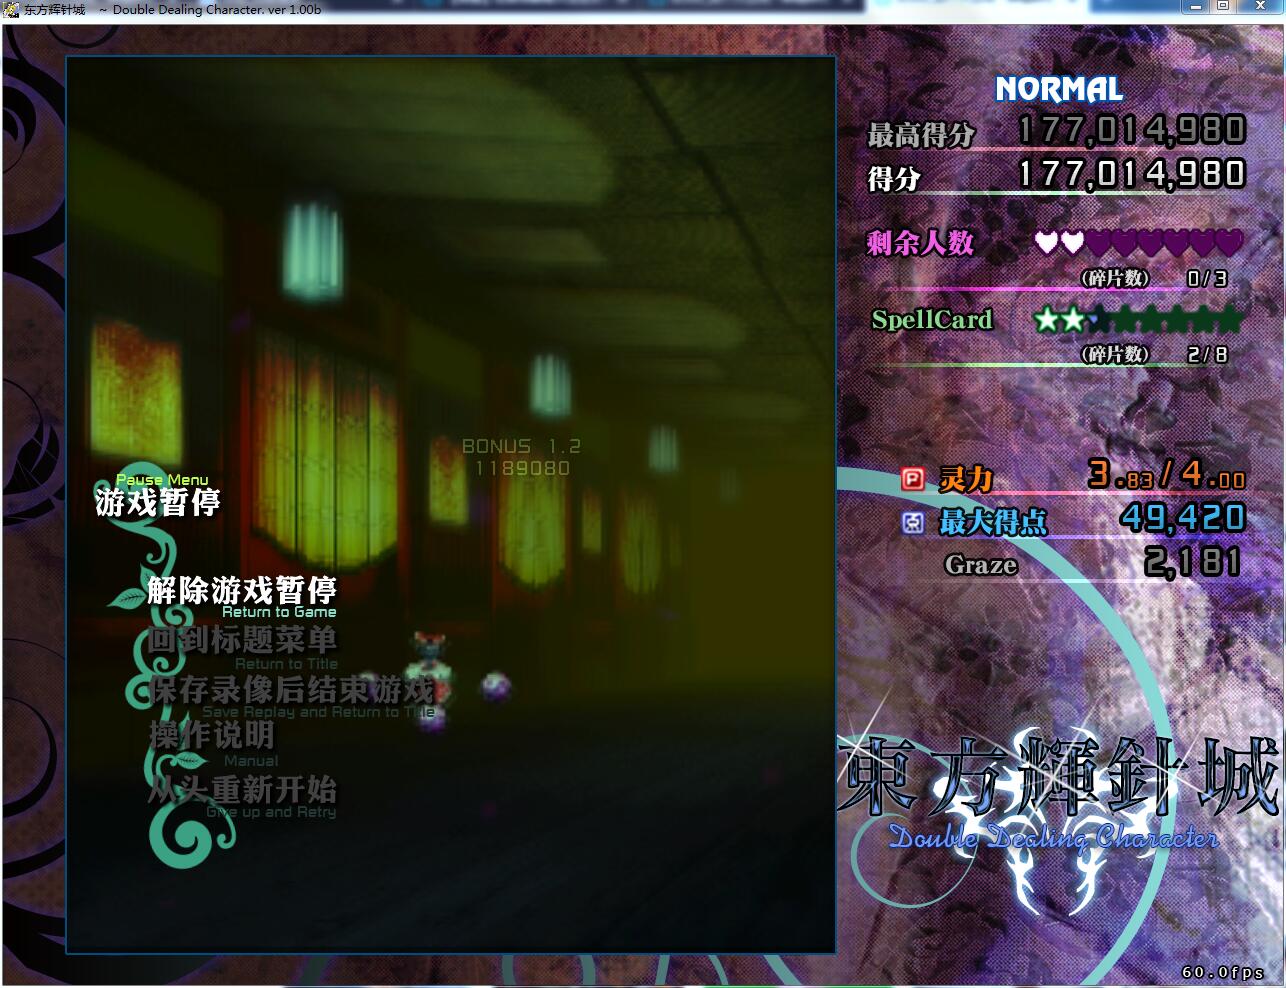 东方辉针城 ~ Double Dealing Character. ver 1.00b
NORMAL
最高得分 177,014,980
得分 177,014,980
剩余人数
(碎片数) 0/3
SpellCard
(碎片数) 2/8
BONUS 1.2
1189080
灵力 3.83/4.00
最大得点 49,420
Graze 2,181
Pause Menu
游戏暂停
解除游戏暂停
Return to Game
回到标题菜单
Return to Title
保存录像后结束游戏
Save Replay and Return to Title
操作说明
Manual
从头重新开始
Give up and Retry
東方輝針城
Double Dealing Character
60.0fps